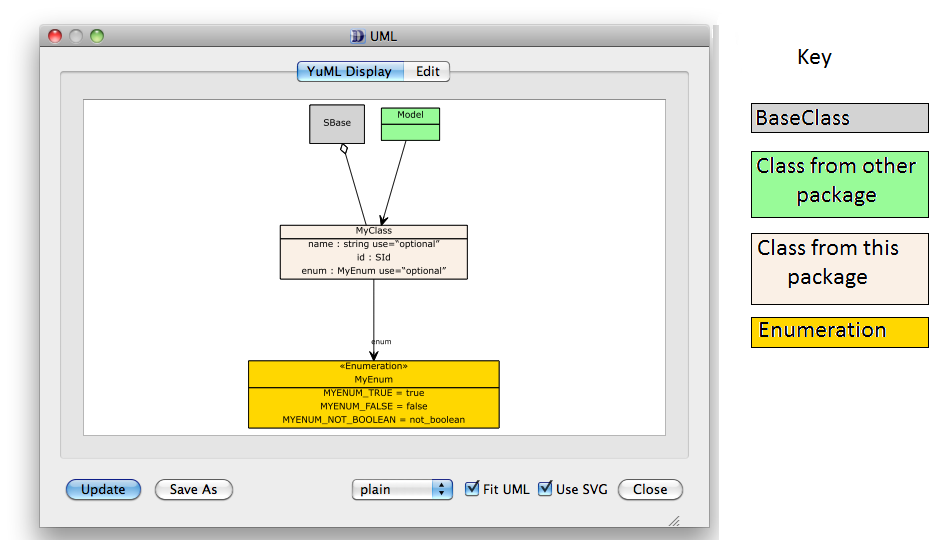 UML
YuML Display
Edit
SBase
Model
MyClass
name : string use=“optional”
id : SId
enum : MyEnum use=“optional”
enum
«Enumeration»
MyEnum
MYENUM_TRUE = true
MYENUM_FALSE = false
MYENUM_NOT_BOOLEAN = not_boolean
Update
Save As
plain
Fit UML
Use SVG
Close
Key
BaseClass
Class from other
package
Class from this
package
Enumeration